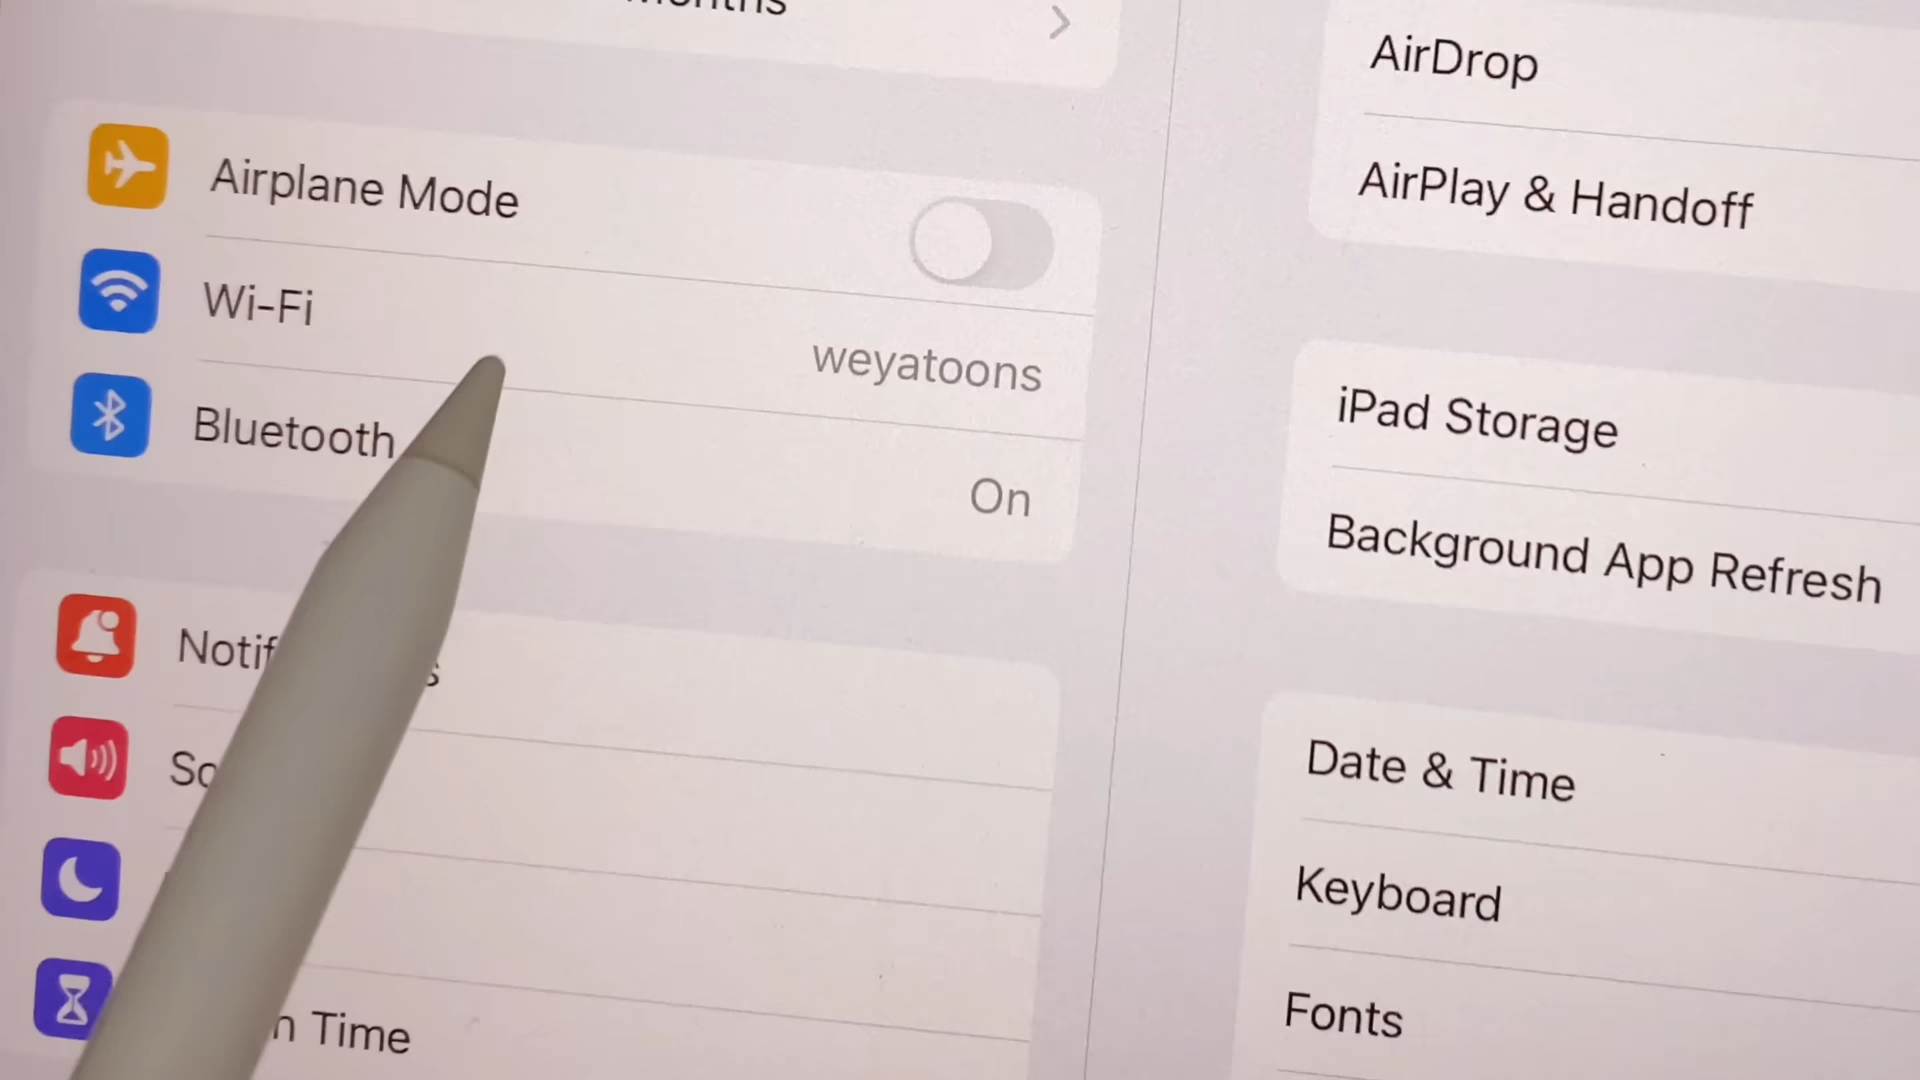 Airplane Mode
Wi-Fi
weyatoons
Bluetooth
On
Time
AirDrop
AirPlay & Handoff
iPad Storage
Background App Refresh
Date & Time
Keyboard
Fonts